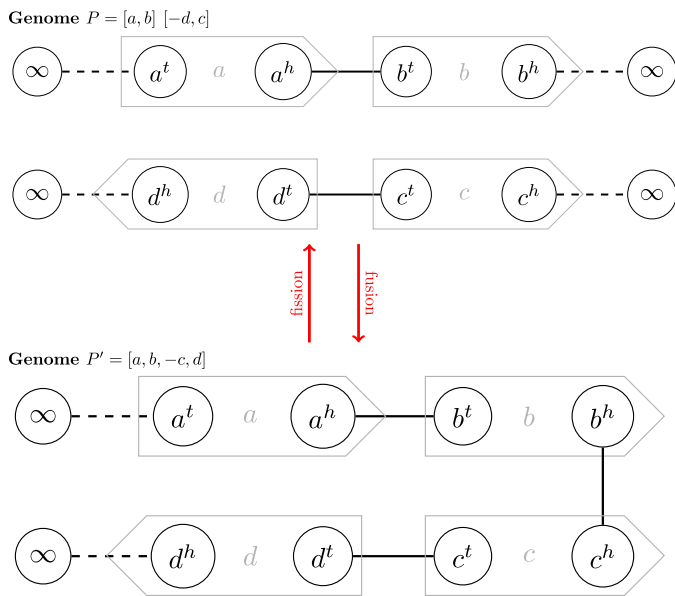 Genome P = [a, b] [−d, c]
∞ a^t a a^h b^t b b^h ∞
∞ d^h d d^t c^t c c^h ∞
fission fusion
Genome P′ = [a, b, −c, d]
∞ a^t a a^h b^t b b^h
∞ d^h d d^t c^t c c^h